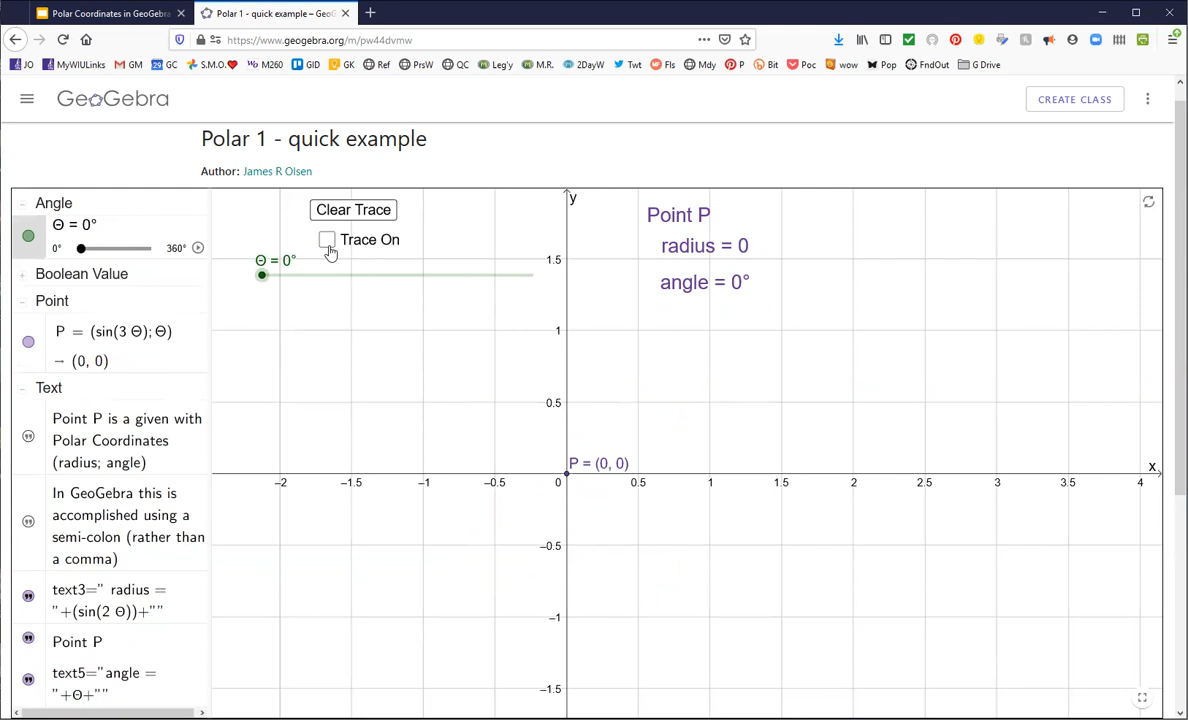 Polar Coordinates in GeoGebra
Polar 1 - quick example – GeoG
https://www.geogebra.org/m/pw44dvmw
JO MyWIULinks GM GC S.M.O. M260 GID GK Ref PrsW QC Leg'y M.R. 2DayW Twt FIs Mdy P Bit Poc wow Pop FndOut G Drive
GeoGebra
CREATE CLASS
Polar 1 - quick example
Author: James R Olsen
Angle
Θ = 0°
0° 360°
Boolean Value
Point
P = (sin(3 Θ); Θ)
→ (0, 0)
Text
Point P is a given with
Polar Coordinates
(radius; angle)
In GeoGebra this is
accomplished using a
semi-colon (rather than
a comma)
text3=" radius =
"+(sin(2 Θ))+""
Point P
text5="angle =
"+Θ+""
Clear Trace
Trace On
Θ = 0°
Point P
radius = 0
angle = 0°
y
1.5
1
0.5
P = (0, 0)
x
−2 −1.5 −1 −0.5 0 0.5 1 1.5 2 2.5 3 3.5 4
−0.5
−1
−1.5